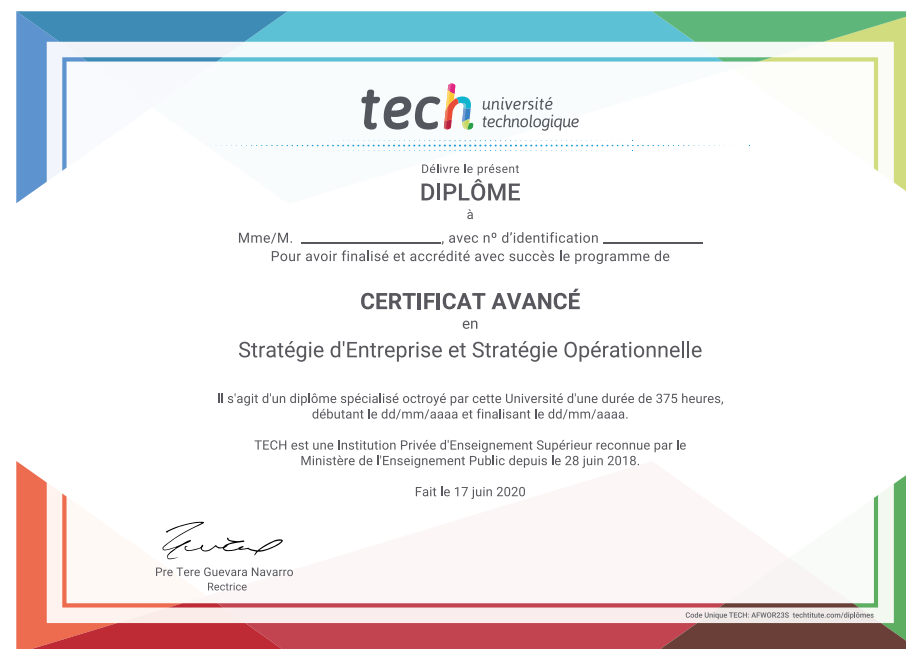 tech université
technologique
Délivre le présent
DIPLÔME
à
Mme/M. ____________________, avec nº d'identification ______________
Pour avoir finalisé et accrédité avec succès le programme de
CERTIFICAT AVANCÉ
en
Stratégie d'Entreprise et Stratégie Opérationnelle
Il s'agit d'un diplôme spécialisé octroyé par cette Université d'une durée de 375 heures,
débutant le dd/mm/aaaa et finalisant le dd/mm/aaaa.
TECH est une Institution Privée d'Enseignement Supérieur reconnue par le
Ministère de l'Enseignement Public depuis le 28 juin 2018.
Fait le 17 juin 2020
Pre Tere Guevara Navarro
Rectrice
Code Unique TECH: AFWOR23S techtitute.com/diplômes